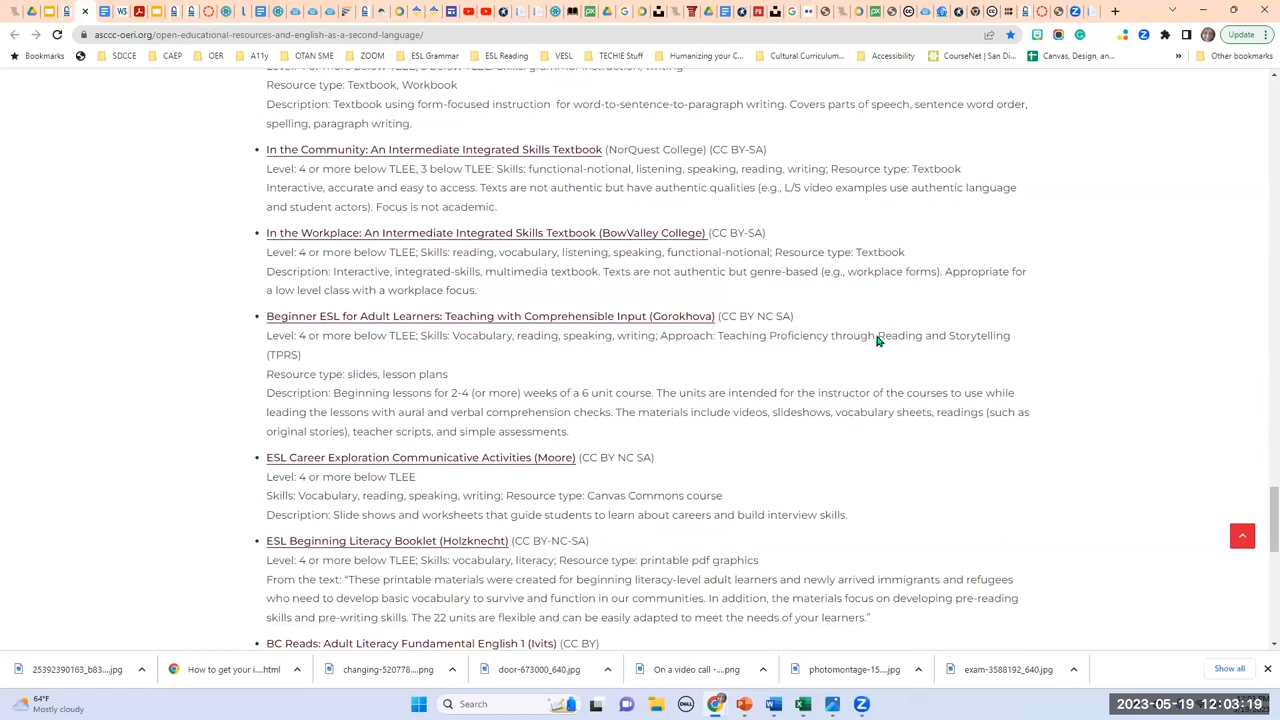 asccc-oeri.org/open-educational-resources-and-english-as-a-second-language/
Update
Bookmarks
SDCCE
CAEP
OER
A11y
OTAN SME
ZOOM
ESL Grammar
ESL Reading
VESL
TECHIE Stuff
Humanizing your C...
Cultural Curriculum...
Accessibility
CourseNet | San Di...
Canvas, Design, an...
»
Other bookmarks
Resource type: Textbook, Workbook
Description: Textbook using form-focused instruction for word-to-sentence-to-paragraph writing. Covers parts of speech, sentence word order,
spelling, paragraph writing.
• In the Community: An Intermediate Integrated Skills Textbook (NorQuest College) (CC BY-SA)
Level: 4 or more below TLEE, 3 below TLEE: Skills: functional-notional, listening, speaking, reading, writing; Resource type: Textbook
Interactive, accurate and easy to access. Texts are not authentic but have authentic qualities (e.g., L/S video examples use authentic language
and student actors). Focus is not academic.
• In the Workplace: An Intermediate Integrated Skills Textbook (BowValley College) (CC BY-SA)
Level: 4 or more below TLEE; Skills: reading, vocabulary, listening, speaking, functional-notional; Resource type: Textbook
Description: Interactive, integrated-skills, multimedia textbook. Texts are not authentic but genre-based (e.g., workplace forms). Appropriate for
a low level class with a workplace focus.
• Beginner ESL for Adult Learners: Teaching with Comprehensible Input (Gorokhova) (CC BY NC SA)
Level: 4 or more below TLEE; Skills: Vocabulary, reading, speaking, writing; Approach: Teaching Proficiency through Reading and Storytelling
(TPRS)
Resource type: slides, lesson plans
Description: Beginning lessons for 2-4 (or more) weeks of a 6 unit course. The units are intended for the instructor of the courses to use while
leading the lessons with aural and verbal comprehension checks. The materials include videos, slideshows, vocabulary sheets, readings (such as
original stories), teacher scripts, and simple assessments.
• ESL Career Exploration Communicative Activities (Moore) (CC BY NC SA)
Level: 4 or more below TLEE
Skills: Vocabulary, reading, speaking, writing; Resource type: Canvas Commons course
Description: Slide shows and worksheets that guide students to learn about careers and build interview skills.
• ESL Beginning Literacy Booklet (Holzknecht) (CC BY-NC-SA)
Level: 4 or more below TLEE; Skills: vocabulary, literacy; Resource type: printable pdf graphics
From the text: “These printable materials were created for beginning literacy-level adult learners and newly arrived immigrants and refugees
who need to develop basic vocabulary to survive and function in our communities. In addition, the materials focus on developing pre-reading
skills and pre-writing skills. The 22 units are flexible and can be easily adapted to meet the needs of your learners.”
• BC Reads: Adult Literacy Fundamental English 1 (Ivits) (CC BY)
25392390163_b83....jpg
How to get your i....html
changing-520778....png
door-673000_640.jpg
On a video call -....png
photomontage-15....jpg
exam-3588192_640.jpg
Show all
64°F
Mostly cloudy
Search
2023-05-19 12:03:19